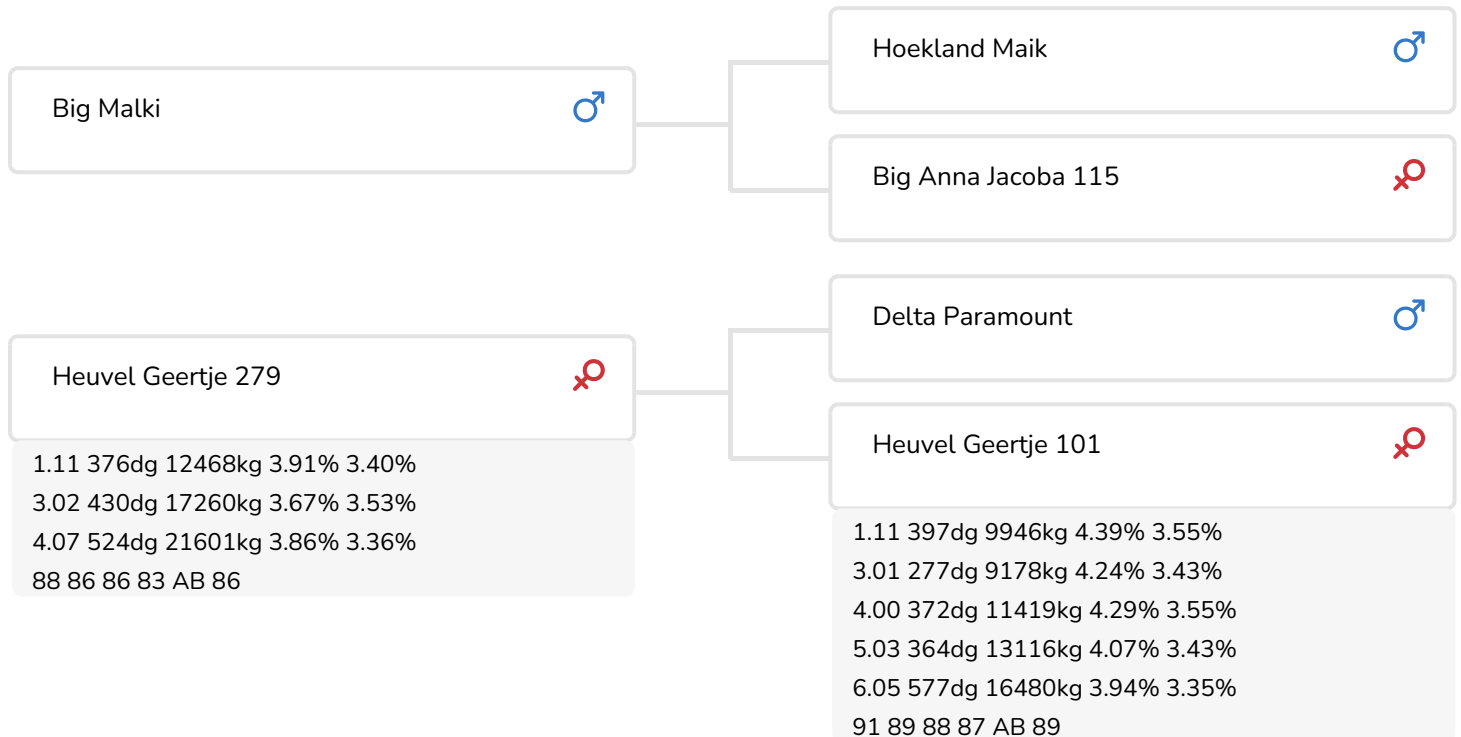 Big Malki
Hoekland Maik
Big Anna Jacoba 115
Heuvel Geertje 279
1.11 376dg 12468kg 3.91% 3.40%
3.02 430dg 17260kg 3.67% 3.53%
4.07 524dg 21601kg 3.86% 3.36%
88 86 86 83 AB 86
Delta Paramount
Heuvel Geertje 101
1.11 397dg 9946kg 4.39% 3.55%
3.01 277dg 9178kg 4.24% 3.43%
4.00 372dg 11419kg 4.29% 3.55%
5.03 364dg 13116kg 4.07% 3.43%
6.05 577dg 16480kg 3.94% 3.35%
91 89 88 87 AB 89